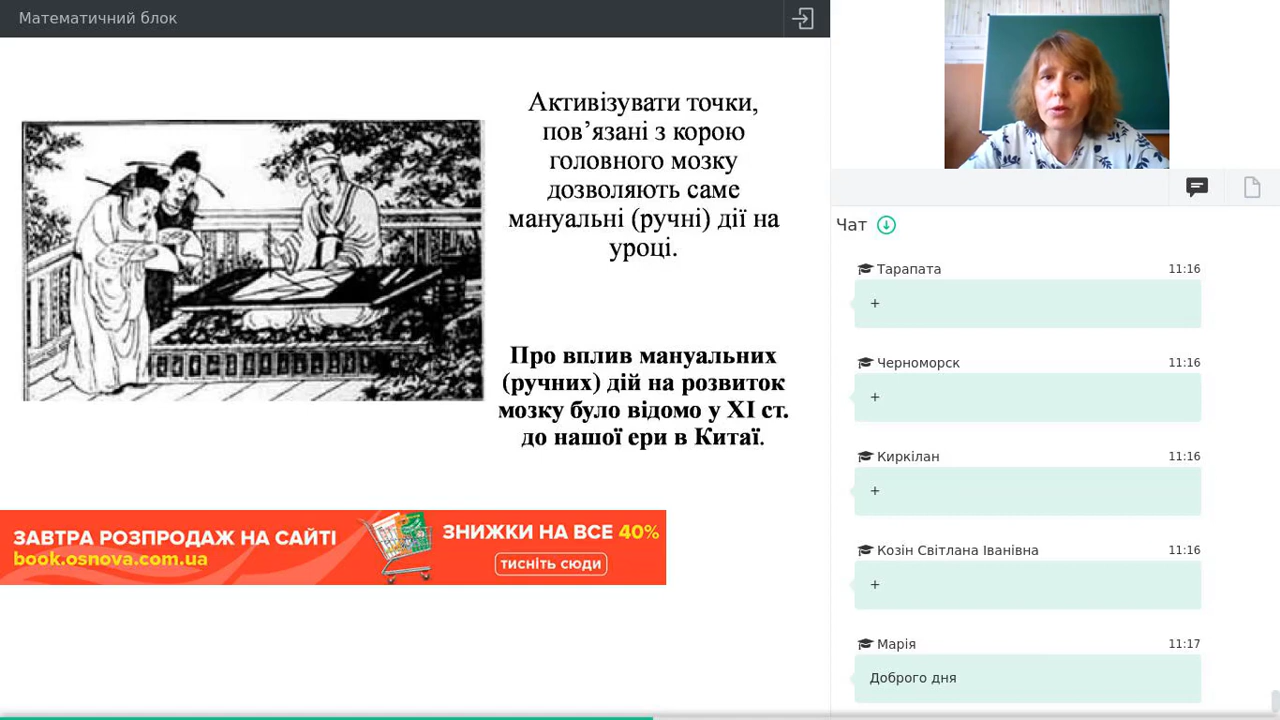 Математичний блок
Активізувати точки,
пов’язані з корою
головного мозку
дозволяють саме
мануальні (ручні) дії на
уроці.
Про вплив мануальних
(ручних) дій на розвиток
мозку було відомо у XI ст.
до нашої ери в Китаї.
ЗАВТРА РОЗПРОДАЖ НА САЙТІ
book.osnova.com.ua
ЗНИЖКИ НА ВСЕ 40%
тисніть сюди
Чат
Тарапата 11:16
+
Черноморск 11:16
+
Киркілан 11:16
+
Козін Світлана Іванівна 11:16
+
Марія 11:17
Доброго дня